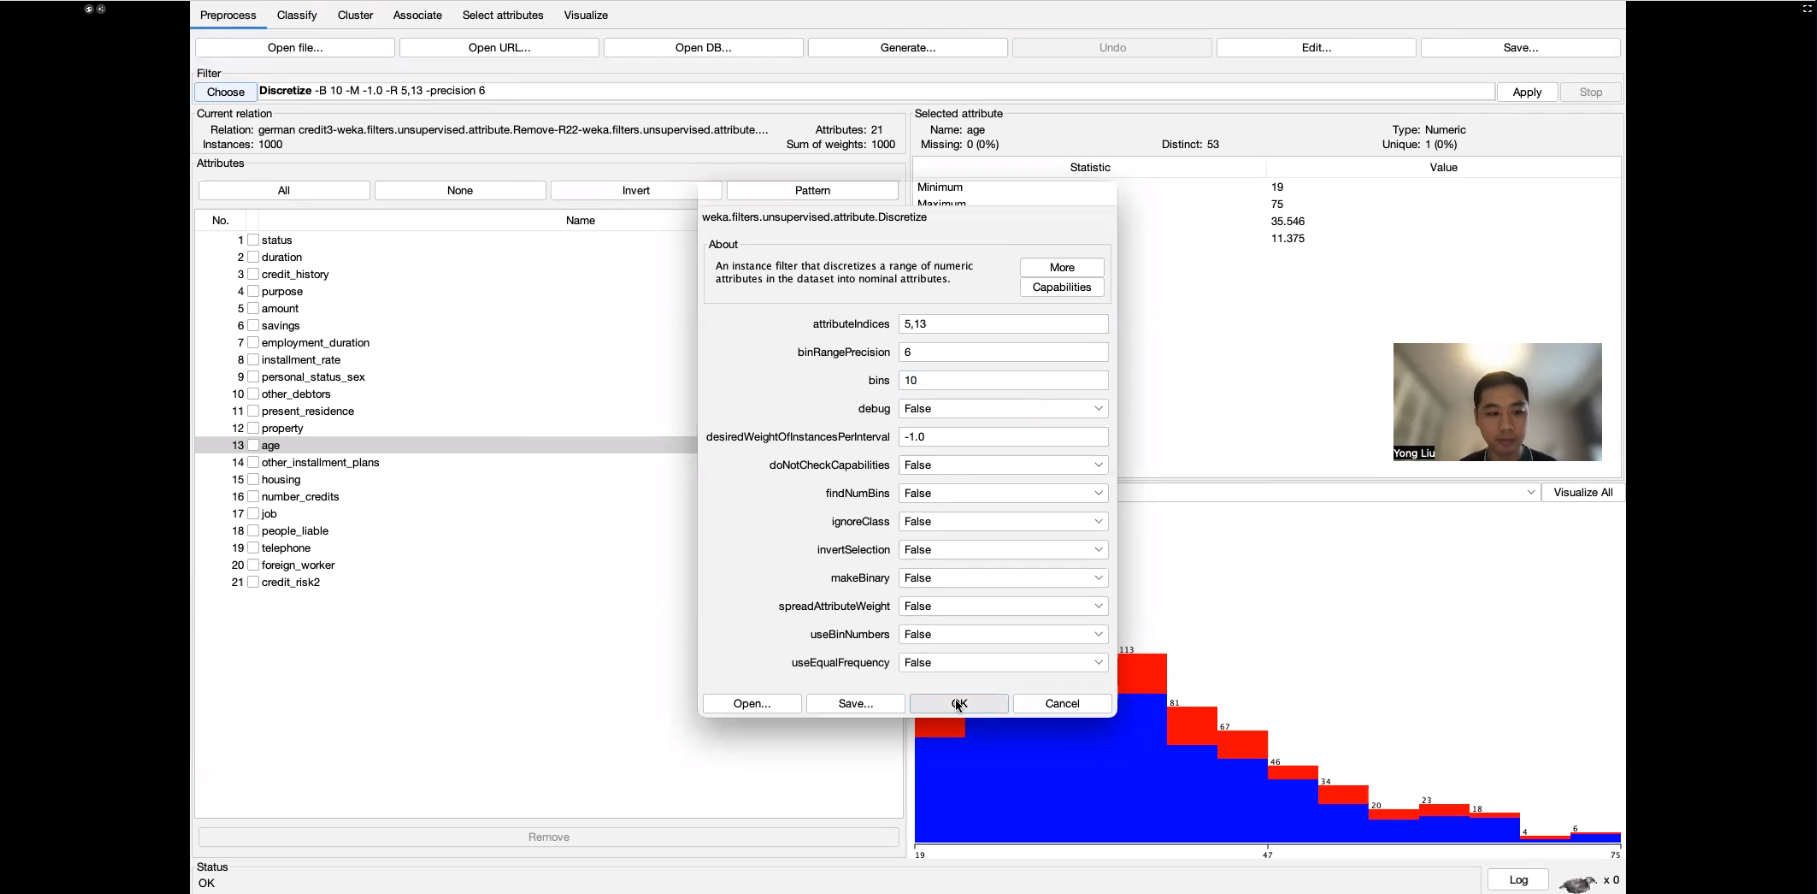 Preprocess Classify Cluster Associate Select attributes Visualize
Open file... Open URL... Open DB... Generate... Undo Edit... Save...
Filter
Choose Discretize -B 10 -M -1.0 -R 5,13 -precision 6 Apply Stop
Current relation
Relation: german credit3-weka.filters.unsupervised.attribute.Remove-R22-weka.filters.unsupervised.attribute.... Attributes: 21
Instances: 1000 Sum of weights: 1000
Selected attribute
Name: age Type: Numeric
Missing: 0 (0%) Distinct: 53 Unique: 1 (0%)
Attributes
All None Invert Pattern
No. Name
1 status
2 duration
3 credit_history
4 purpose
5 amount
6 savings
7 employment_duration
8 installment_rate
9 personal_status_sex
10 other_debtors
11 present_residence
12 property
13 age
14 other_installment_plans
15 housing
16 number_credits
17 job
18 people_liable
19 telephone
20 foreign_worker
21 credit_risk2
Remove
Statistic Value
Minimum 19
Maximum 75
35.546
11.375
weka.filters.unsupervised.attribute.Discretize
About
An instance filter that discretizes a range of numeric
attributes in the dataset into nominal attributes.
More
Capabilities
attributeIndices 5,13
binRangePrecision 6
bins 10
debug False
desiredWeightOfInstancesPerInterval -1.0
doNotCheckCapabilities False
findNumBins False
ignoreClass False
invertSelection False
makeBinary False
spreadAttributeWeight False
useBinNumbers False
useEqualFrequency False
Open... Save... OK Cancel
Yong Liu
Visualize All
113
81
67
46
34
20
23
18
4
6
19 47 75
Status
OK
Log x 0